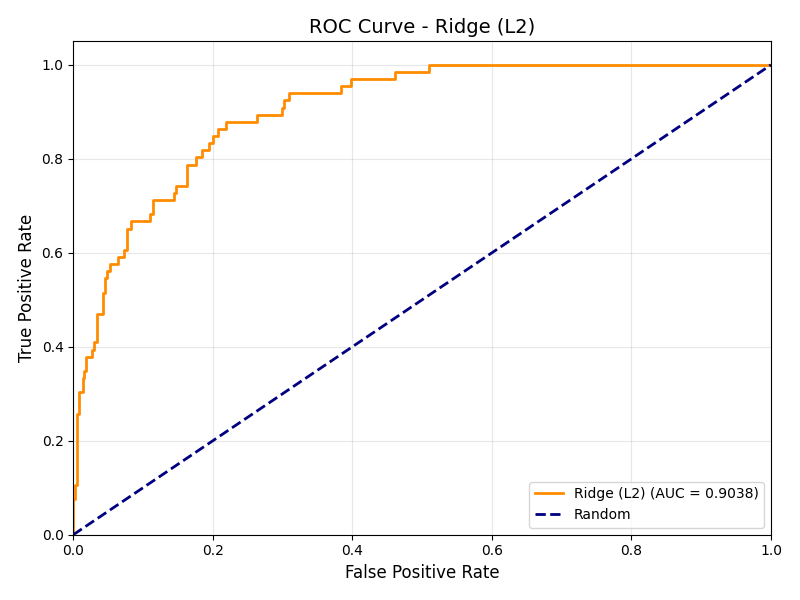 ROC Curve - Ridge (L2)
True Positive Rate
1.0
0.8
0.6
0.4
0.2
0.0
0.0 0.2 0.4 0.6 0.8 1.0
False Positive Rate
Ridge (L2) (AUC = 0.9038)
Random